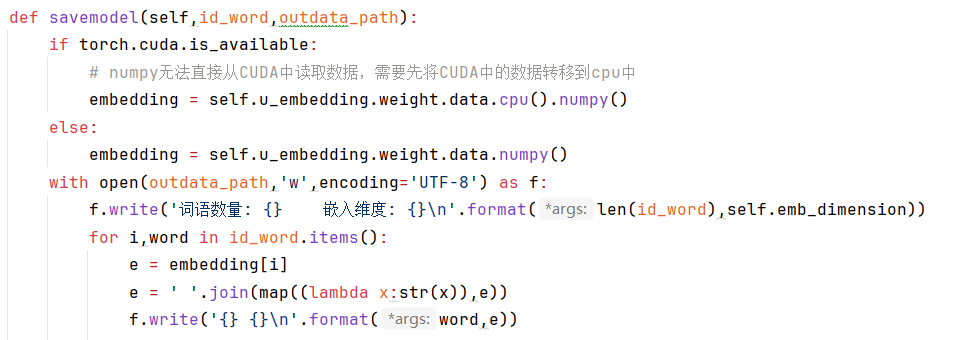 def savemodel(self,id_word,outdata_path):
    if torch.cuda.is_available:
        # numpy无法直接从CUDA中读取数据，需要先将CUDA中的数据转移到cpu中
        embedding = self.u_embedding.weight.data.cpu().numpy()
    else:
        embedding = self.u_embedding.weight.data.numpy()
    with open(outdata_path,'w',encoding='UTF-8') as f:
        f.write('词语数量: {}    嵌入维度: {}\n'.format( *args: len(id_word),self.emb_dimension))
        for i,word in id_word.items():
            e = embedding[i]
            e = ' '.join(map((lambda x:str(x)),e))
            f.write('{} {}\n'.format( *args: word,e))